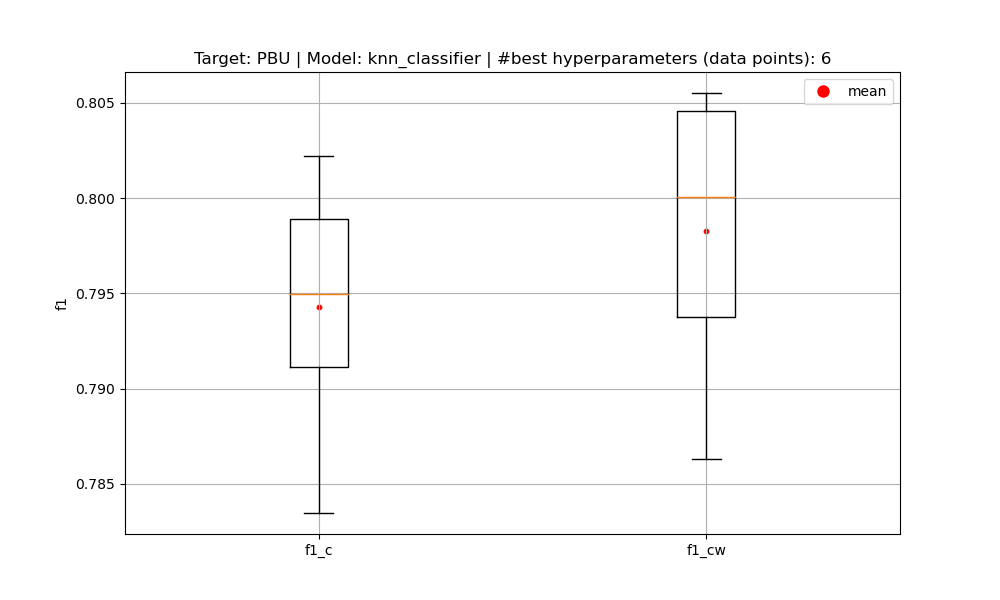 Target: PBU | Model: knn_classifier | #best hyperparameters (data points): 6
mean
0.805
0.800
0.795
0.790
0.785
f1
f1_c
f1_cw